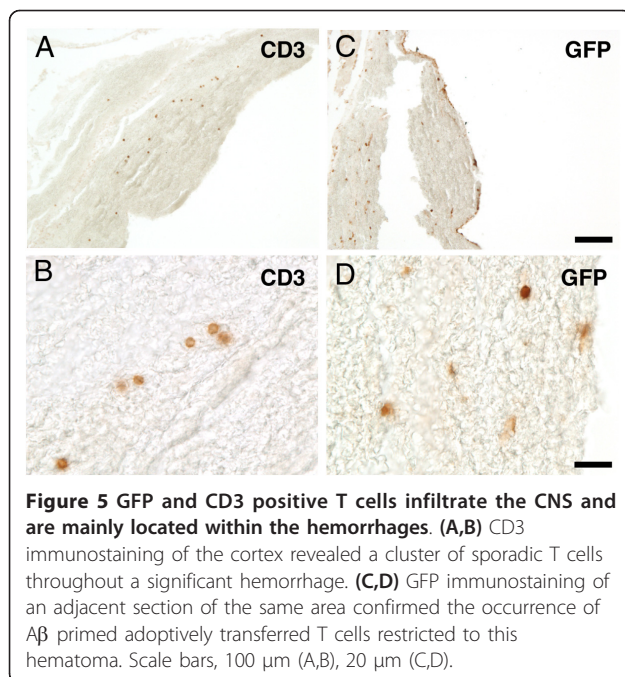 A
CD3
C
GFP
B
CD3
D
GFP
Figure 5 GFP and CD3 positive T cells infiltrate the CNS and
are mainly located within the hemorrhages. (A,B) CD3
immunostaining of the cortex revealed a cluster of sporadic T cells
throughout a significant hemorrhage. (C,D) GFP immunostaining of
an adjacent section of the same area confirmed the occurrence of
Aβ primed adoptively transferred T cells restricted to this
hematoma. Scale bars, 100 μm (A,B), 20 μm (C,D).